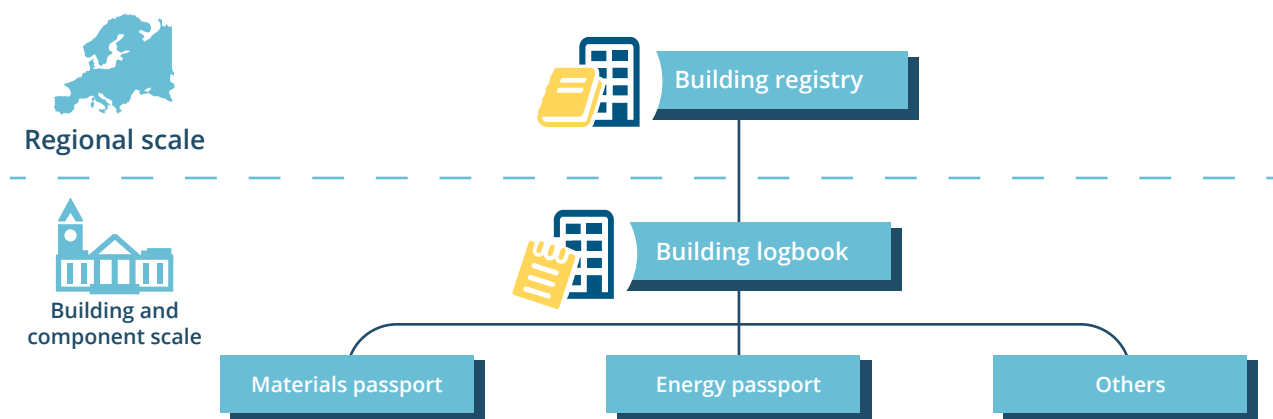 Building registry
Regional scale
Building logbook
Building and
component scale
Materials passport
Energy passport
Others